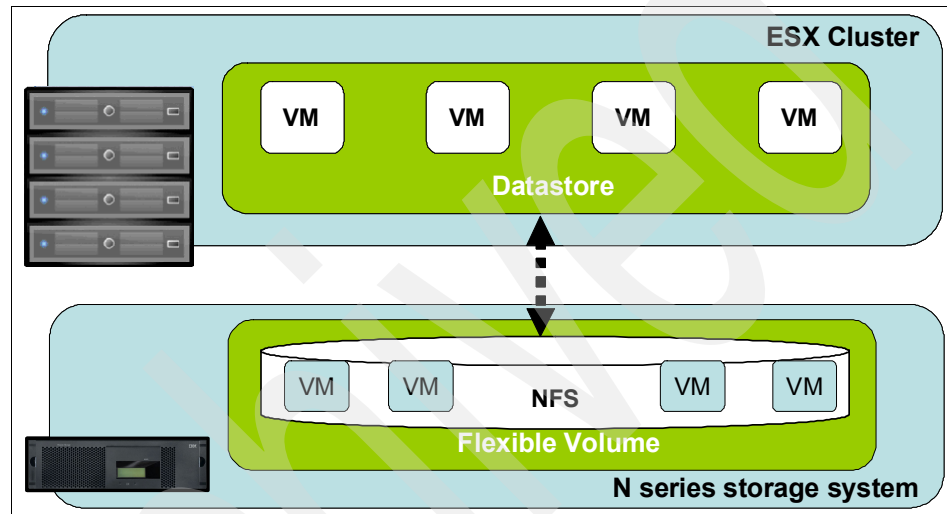 ESX Cluster
VM VM VM VM
Datastore
VM VM NFS VM VM
Flexible Volume
N series storage system